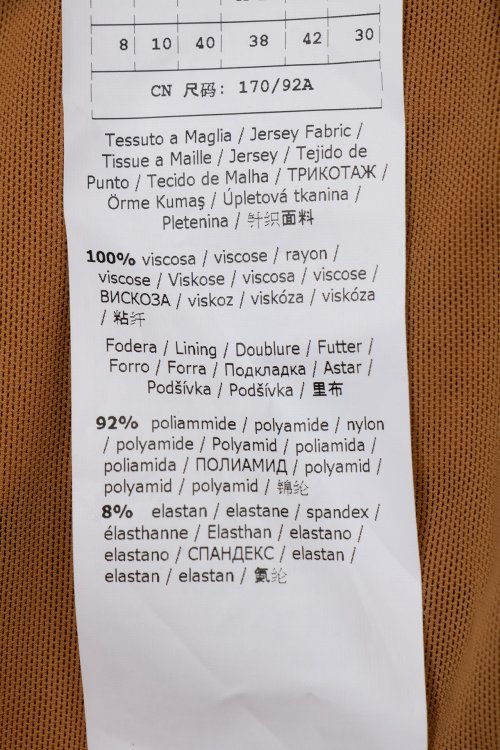 8 | 10 | 40 | 38 | 42 | 30
CN 尺码: 170/92A
Tessuto a Maglia / Jersey Fabric /
Tissue a Maille / Jersey / Tejido de
Punto / Tecido de Malha / ТРИКОТАЖ /
Örme Kumaş / Úpletová tkanina /
Pletenina / 针织面料
100% viscosa / viscose / rayon /
viscose / Viskose / viscosa / viscose /
ВИСКОЗА / viskoz / viskóza / viskóza
/ 粘纤
Fodera / Lining / Doublure / Futter /
Forro / Forra / Подкладка / Astar /
Podšívka / Podšívka / 里布
92% poliammide / polyamide / nylon
/ polyamide / Polyamid / poliamida /
poliamida / ПОЛИАМИД / polyamid /
polyamid / polyamid / 锦纶
8% elastan / elastane / spandex /
élasthanne / Elasthan / elastano /
elastano / СПАНДЕКС / elastan /
elastan / elastan / 氨纶